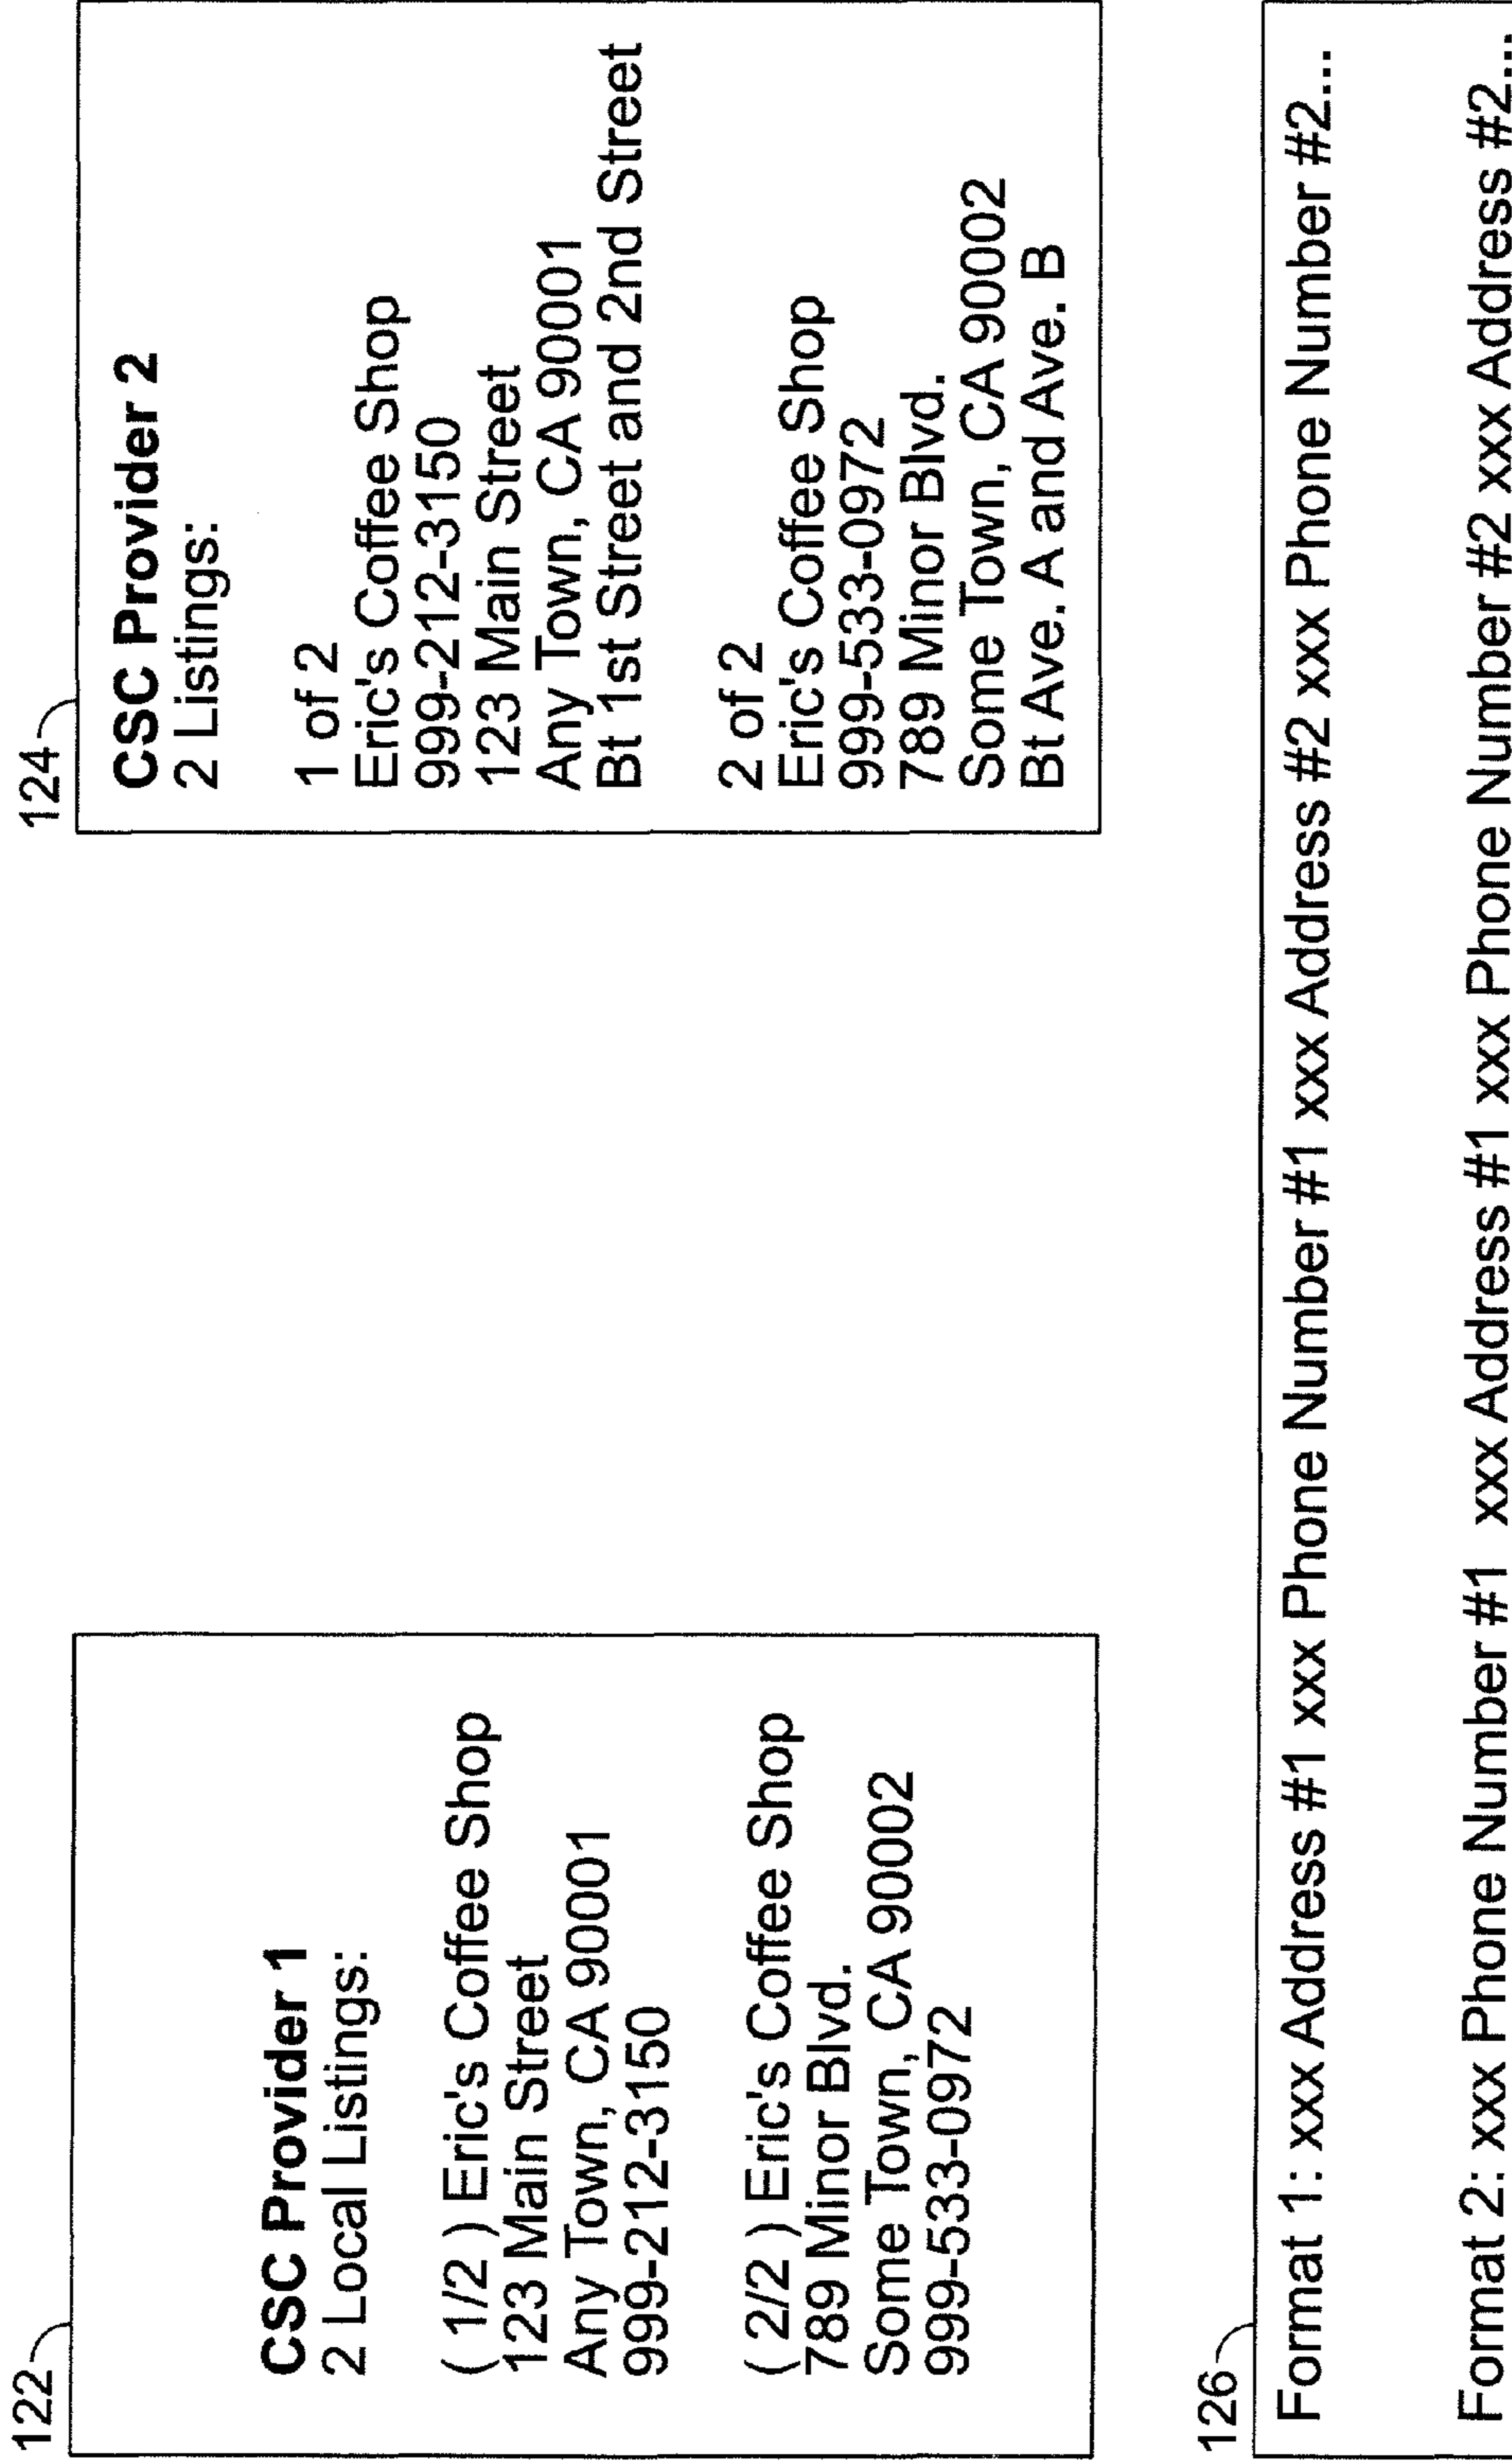 122
CSC Provider 1
2 Local Listings:
( 1/2 ) Eric's Coffee Shop
123 Main Street
Any Town, CA 90001
999-212-3150
( 2/2 ) Eric's Coffee Shop
789 Minor Blvd.
Some Town, CA 90002
999-533-0972
124
CSC Provider 2
2 Listings:
1 of 2
Eric's Coffee Shop
999-212-3150
123 Main Street
Any Town, CA 90001
Bt 1st Street and 2nd Street
2 of 2
Eric's Coffee Shop
999-533-0972
789 Minor Blvd.
Some Town, CA 90002
Bt Ave. A and Ave. B
126
Format 1: xxx Address #1 xxx Phone Number #1 xxx Address #2 xxx Phone Number #2...
Format 2: xxx Phone Number #1 xxx Address #1 xxx Phone Number #2 xxx Address #2...